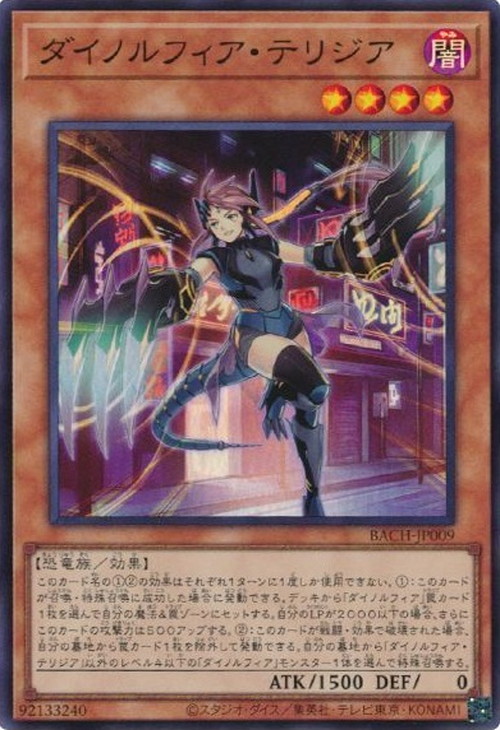 ダイノルフィア・テリジア
闇
BACH-JP009
【恐竜族／効果】
このカード名の①②の効果はそれぞれ1ターンに1度しか使用できない。①：このカード
が召喚・特殊召喚に成功した場合に発動できる。デッキから「ダイノルフィア」罠カード
1枚を選んで自分の魔法&罠ゾーンにセットする。自分のLPが2000以下の場合、さらに
このカードの攻撃力は500アップする。②：このカードが戦闘・効果で破壊された場合、
自分の墓地から罠カード1枚を除外して発動できる。自分の墓地から「ダイノルフィア・
テリジア」以外のレベル4以下の「ダイノルフィア」モンスター1体を選んで特殊召喚する。
ATK/1500 DEF/ 0
92133240
©スタジオ・ダイス／集英社・テレビ東京・KONAMI